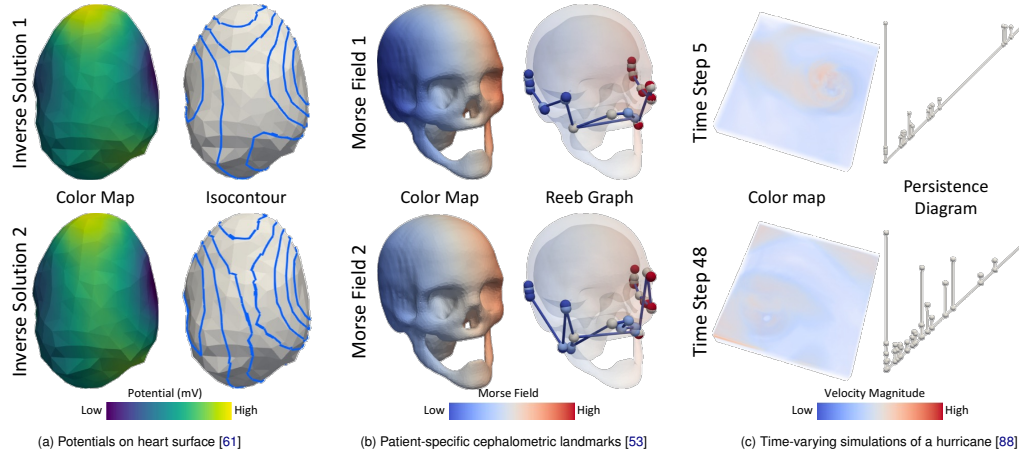 Inverse Solution 1
Color Map
Isocontour
Inverse Solution 2
Potential (mV)
Low
High
(a) Potentials on heart surface [61]
Morse Field 1
Color Map
Reeb Graph
Morse Field 2
Morse Field
Low
High
(b) Patient-specific cephalometric landmarks [53]
Time Step 5
Color map
Persistence
Diagram
Time Step 48
Velocity Magnitude
Low
High
(c) Time-varying simulations of a hurricane [88]